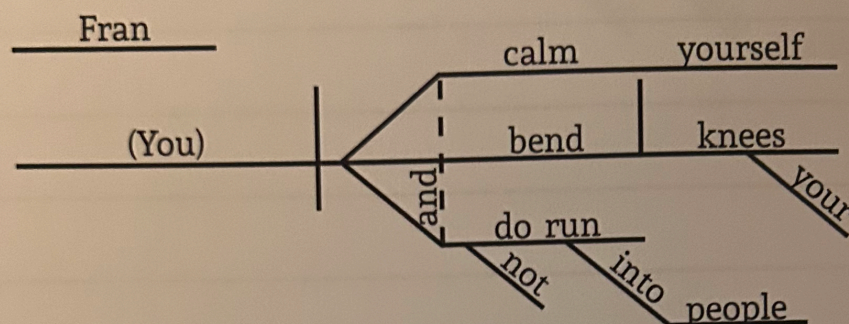 Fran
calm yourself
(You) bend knees
your
and
do run
not into
people